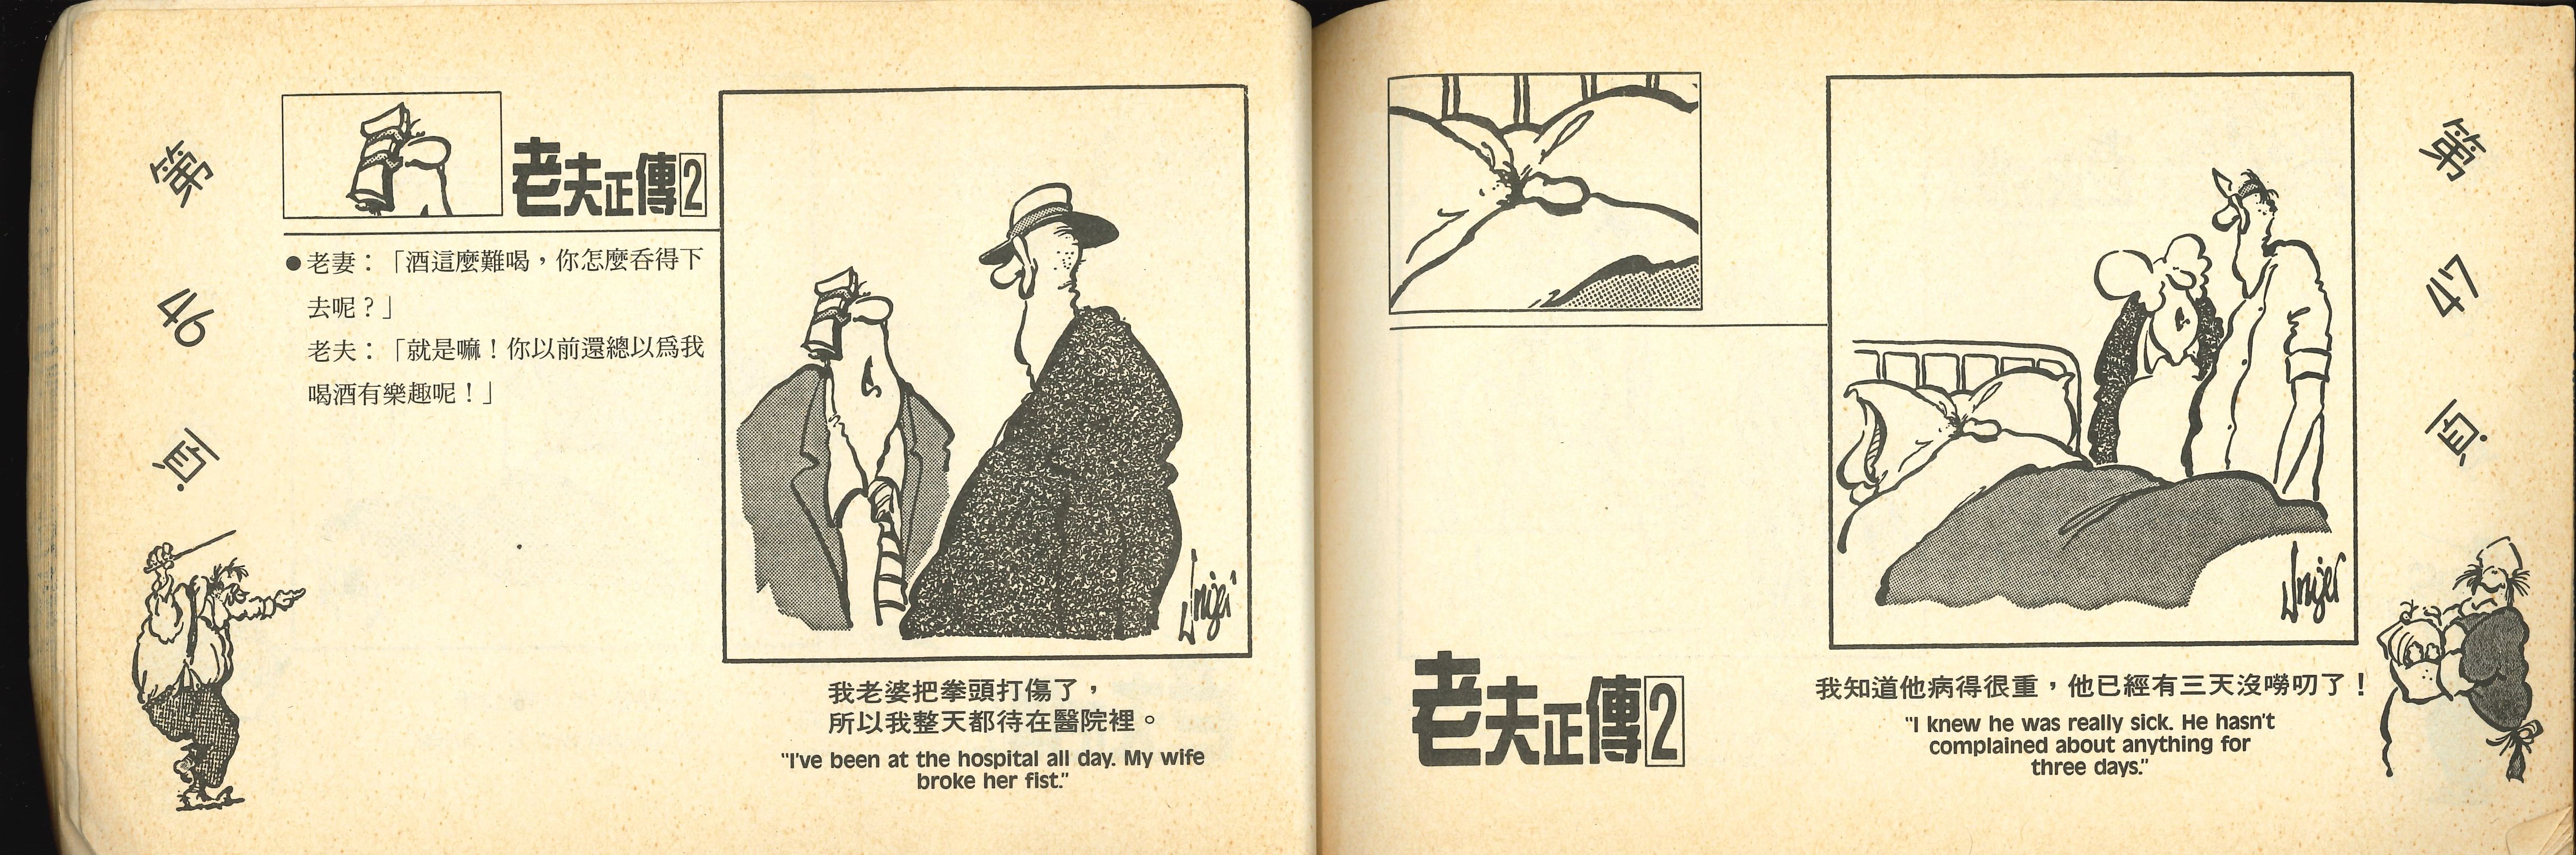 第46頁
老夫正傳2
●老妻：「酒這麼難喝，你怎麼吞得下
去呢？」
老夫：「就是嘛！你以前還總以爲我
喝酒有樂趣呢！」
Unger
我老婆把拳頭打傷了，
所以我整天都待在醫院裡。
"I've been at the hospital all day. My wife
broke her fist."
老夫正傳2
Unger
我知道他病得很重，他已經有三天沒嘮叨了！
"I knew he was really sick. He hasn't
complained about anything for
three days."
第47頁